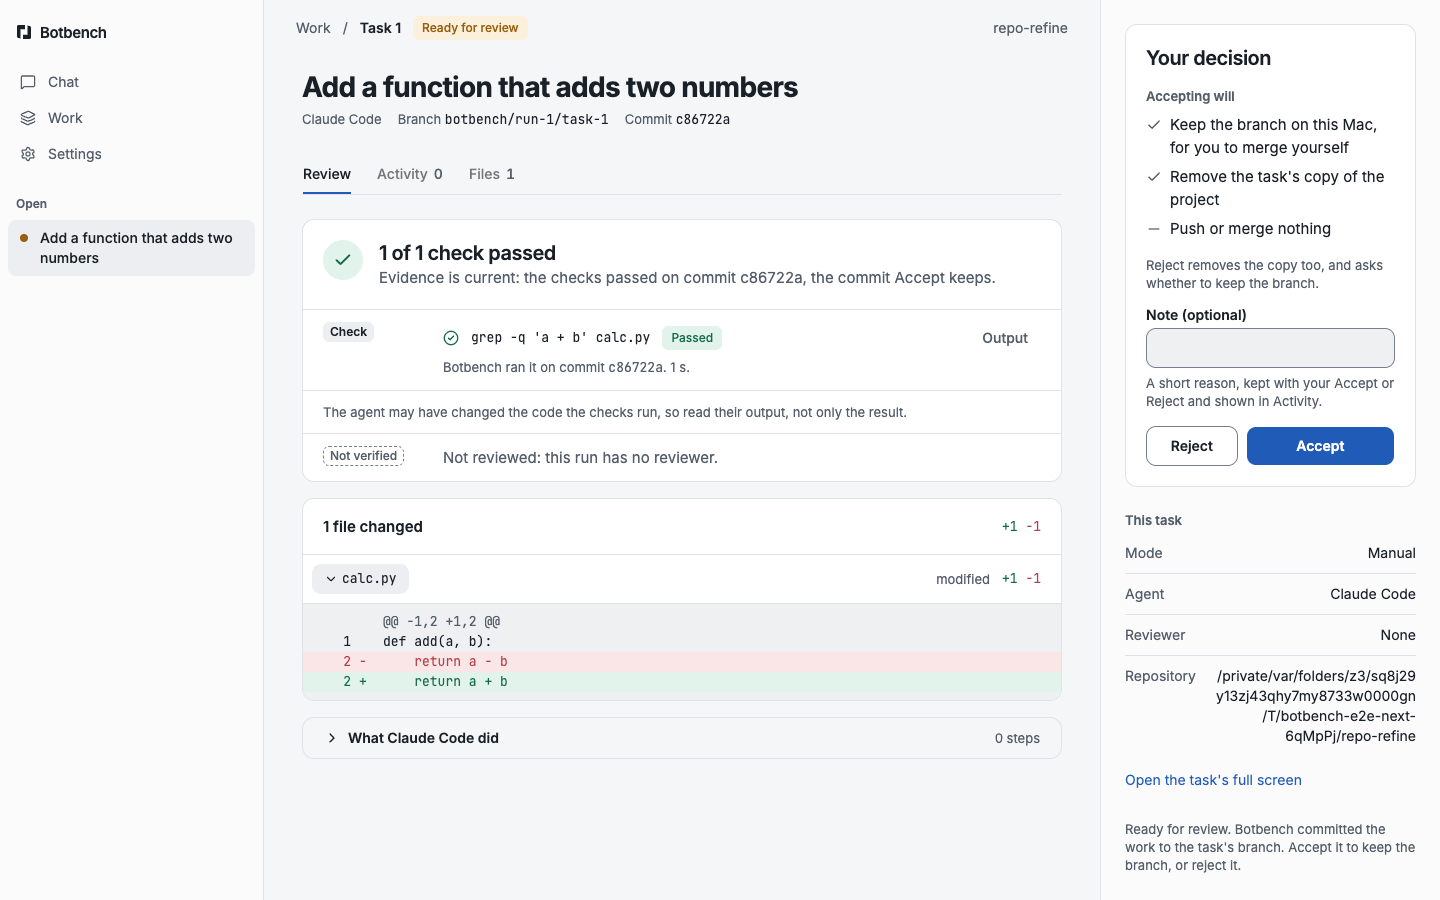 Botbench
Chat
Work
Settings
Open
Add a function that adds two
numbers
Work / Task 1 Ready for review repo-refine
Add a function that adds two numbers
Claude Code Branch botbench/run-1/task-1 Commit c86722a
Review Activity 0 Files 1
1 of 1 check passed
Evidence is current: the checks passed on commit c86722a, the commit Accept keeps.
Check grep -q 'a + b' calc.py Passed Output
Botbench ran it on commit c86722a. 1 s.
The agent may have changed the code the checks run, so read their output, not only the result.
Not verified Not reviewed: this run has no reviewer.
1 file changed +1 -1
calc.py modified +1 -1
@@ -1,2 +1,2 @@
1 def add(a, b):
2 - return a - b
2 + return a + b
What Claude Code did 0 steps
Your decision
Accepting will
Keep the branch on this Mac,
for you to merge yourself
Remove the task's copy of the
project
Push or merge nothing
Reject removes the copy too, and asks
whether to keep the branch.
Note (optional)
A short reason, kept with your Accept or
Reject and shown in Activity.
Reject Accept
This task
Mode Manual
Agent Claude Code
Reviewer None
Repository /private/var/folders/z3/sq8j29
y13zj43qhy7my8733w0000gn
/T/botbench-e2e-next-
6qMpPj/repo-refine
Open the task's full screen
Ready for review. Botbench committed the
work to the task's branch. Accept it to keep the
branch, or reject it.